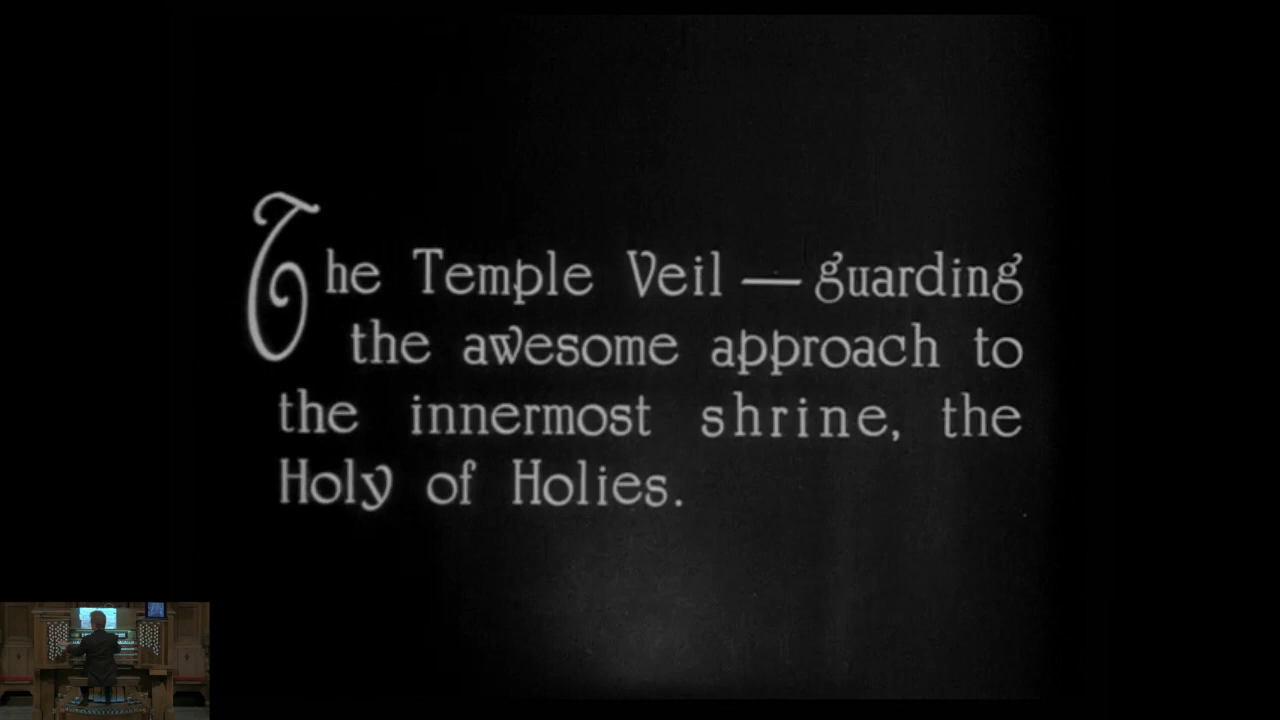 The Temple Veil — guarding
the awesome approach to
the innermost shrine, the
Holy of Holies.